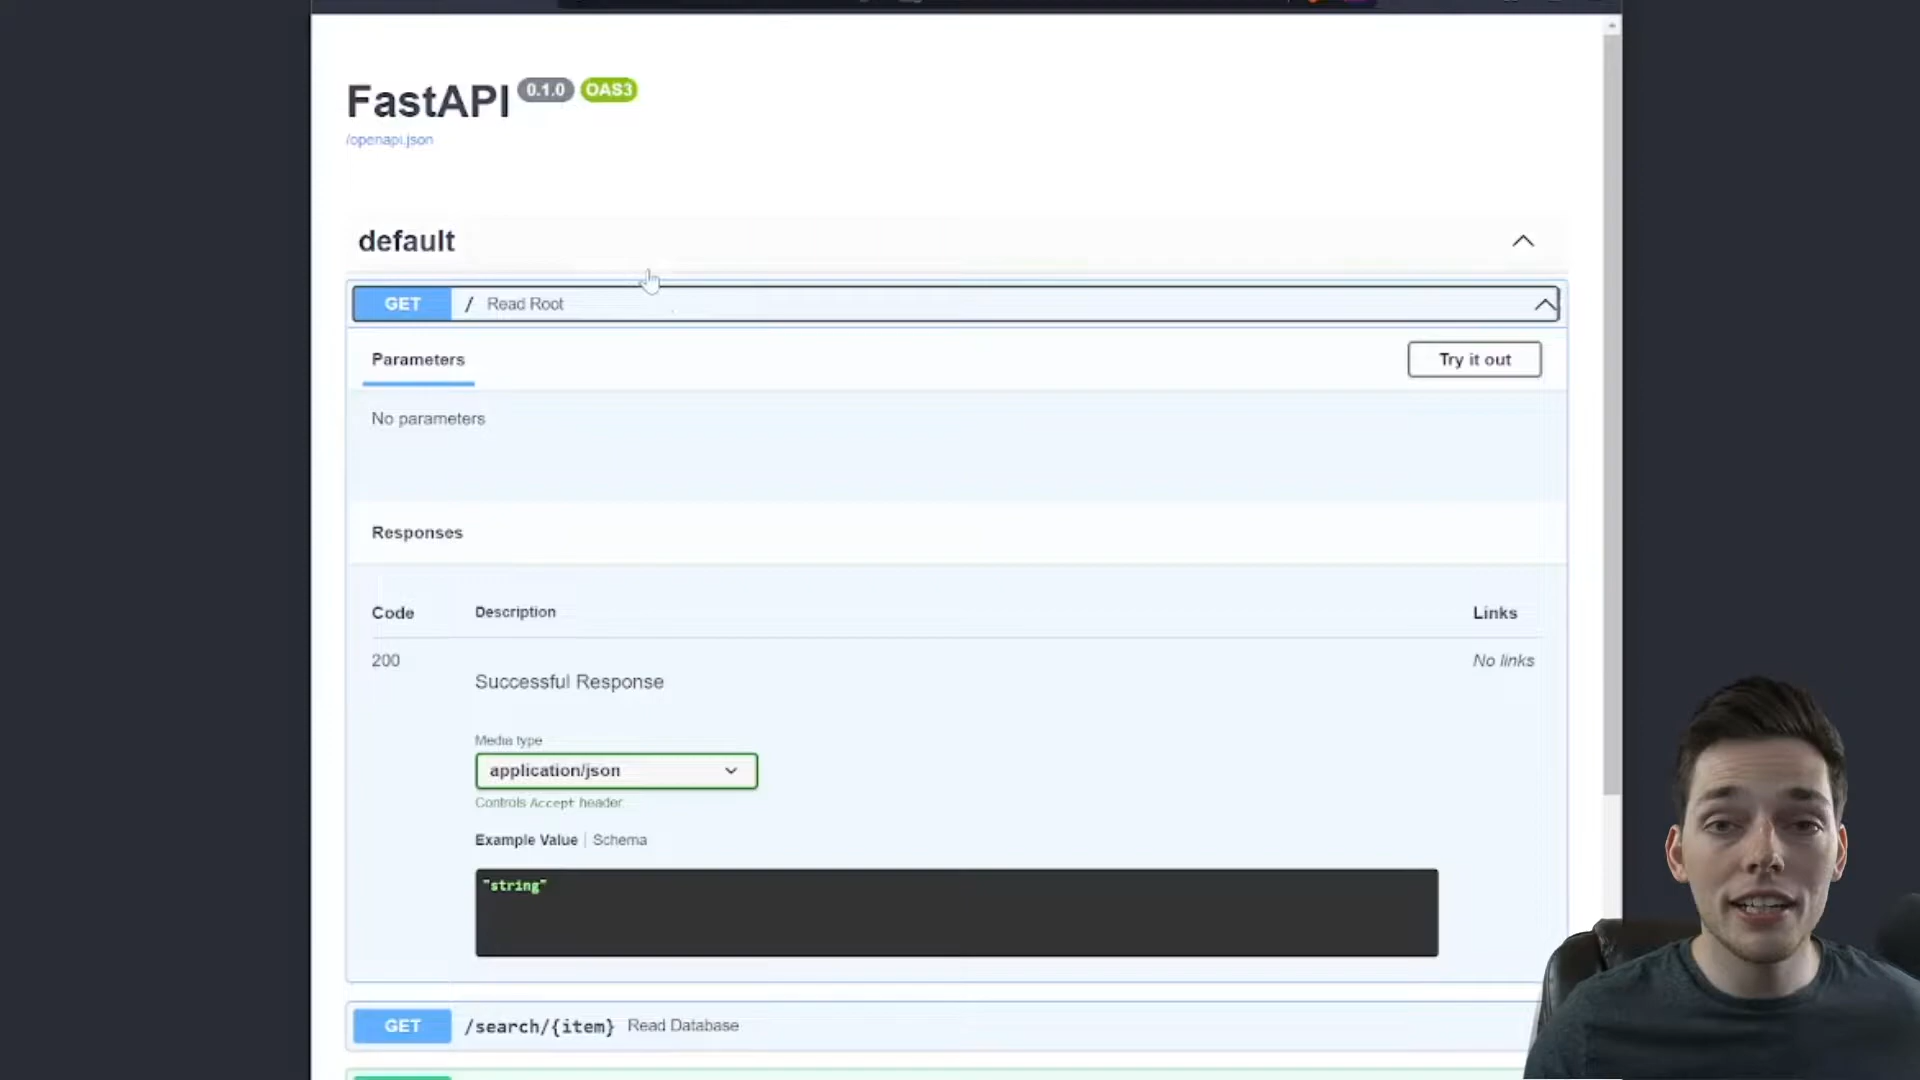 FastAPI 0.1.0 OAS3
/openapi.json
default
GET / Read Root
Parameters
Try it out
No parameters
Responses
Code Description Links
200 Successful Response No links
Media type
application/json
Controls Accept header
Example Value | Schema
"string"
GET /search/{item} Read Database